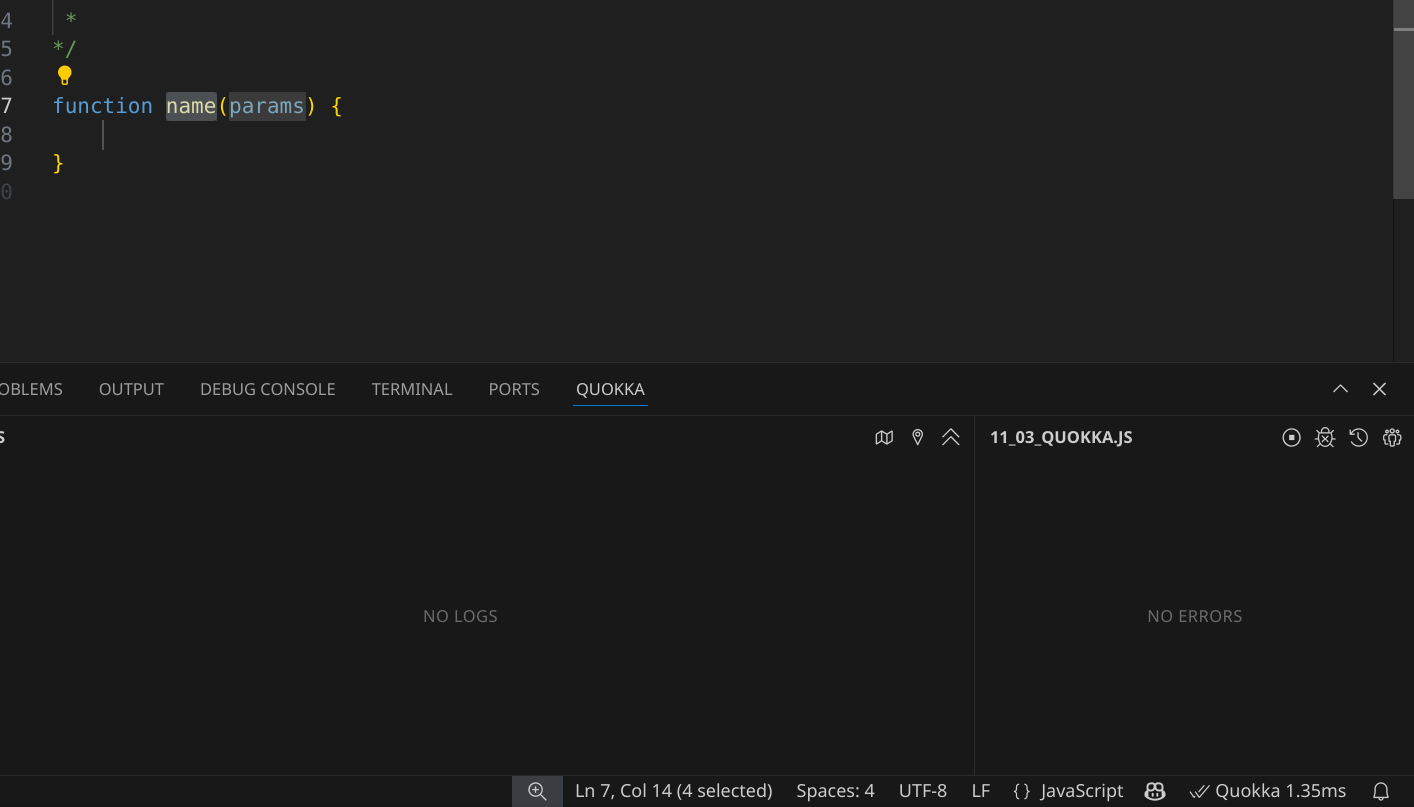 4 *
5 */
6
7 function name(params) {
8
9 }
0
OBLEMS OUTPUT DEBUG CONSOLE TERMINAL PORTS QUOKKA
S 11_03_QUOKKA.JS
NO LOGS NO ERRORS
Ln 7, Col 14 (4 selected) Spaces: 4 UTF-8 LF {} JavaScript Quokka 1.35ms